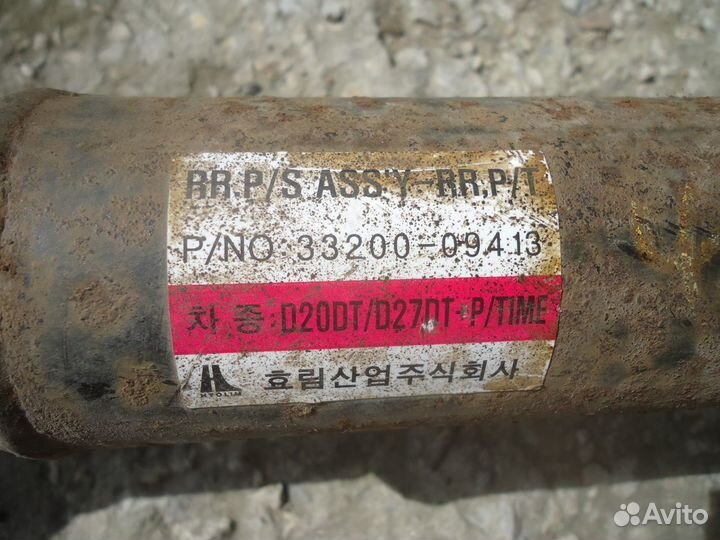 RR.P/S ASS'Y-RR.P/T
P/NO: 33200-09413
차 종: D20DT/D27DT-P/TIME
HYOLIM
효림산업주식회사
Avito